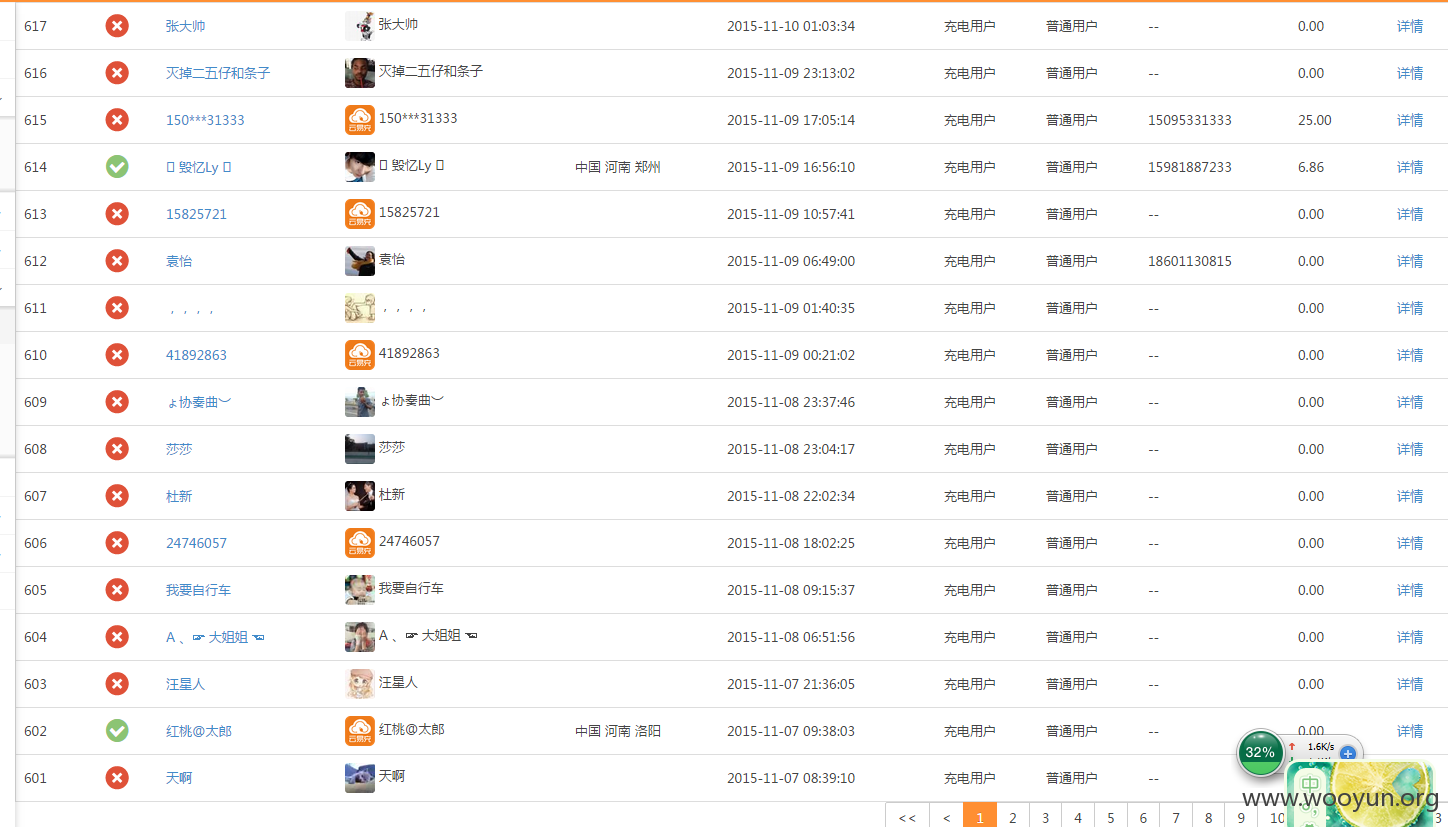 617 张大帅 张大帅 2015-11-10 01:03:34 充电用户 普通用户 -- 0.00 详情
616 灭掉二五仔和条子 灭掉二五仔和条子 2015-11-09 23:13:02 充电用户 普通用户 -- 0.00 详情
615 150***31333 云易充 150***31333 2015-11-09 17:05:14 充电用户 普通用户 15095331333 25.00 详情
614 毁忆Ly 毁忆Ly 中国 河南 郑州 2015-11-09 16:56:10 充电用户 普通用户 15981887233 6.86 详情
613 15825721 云易充 15825721 2015-11-09 10:57:41 充电用户 普通用户 -- 0.00 详情
612 袁怡 袁怡 2015-11-09 06:49:00 充电用户 普通用户 18601130815 0.00 详情
611 ，，，， ，，，， 2015-11-09 01:40:35 充电用户 普通用户 -- 0.00 详情
610 41892863 云易充 41892863 2015-11-09 00:21:02 充电用户 普通用户 -- 0.00 详情
609 ょ协奏曲︶ ょ协奏曲︶ 2015-11-08 23:37:46 充电用户 普通用户 -- 0.00 详情
608 莎莎 莎莎 2015-11-08 23:04:17 充电用户 普通用户 -- 0.00 详情
607 杜新 杜新 2015-11-08 22:02:34 充电用户 普通用户 -- 0.00 详情
606 24746057 云易充 24746057 2015-11-08 18:02:25 充电用户 普通用户 -- 0.00 详情
605 我要自行车 我要自行车 2015-11-08 09:15:37 充电用户 普通用户 -- 0.00 详情
604 A 、☞ 大姐姐 ☜ A 、☞ 大姐姐 ☜ 2015-11-08 06:51:56 充电用户 普通用户 -- 0.00 详情
603 汪星人 汪星人 2015-11-07 21:36:05 充电用户 普通用户 -- 0.00 详情
602 红桃@太郎 云易充 红桃@太郎 中国 河南 洛阳 2015-11-07 09:38:03 充电用户 普通用户 -- 0.00 详情
601 天啊 天啊 2015-11-07 08:39:10 充电用户 普通用户 --
32% 1.6K/s
中
www.wooyun.org
<< < 1 2 3 4 5 6 7 8 9 10 3